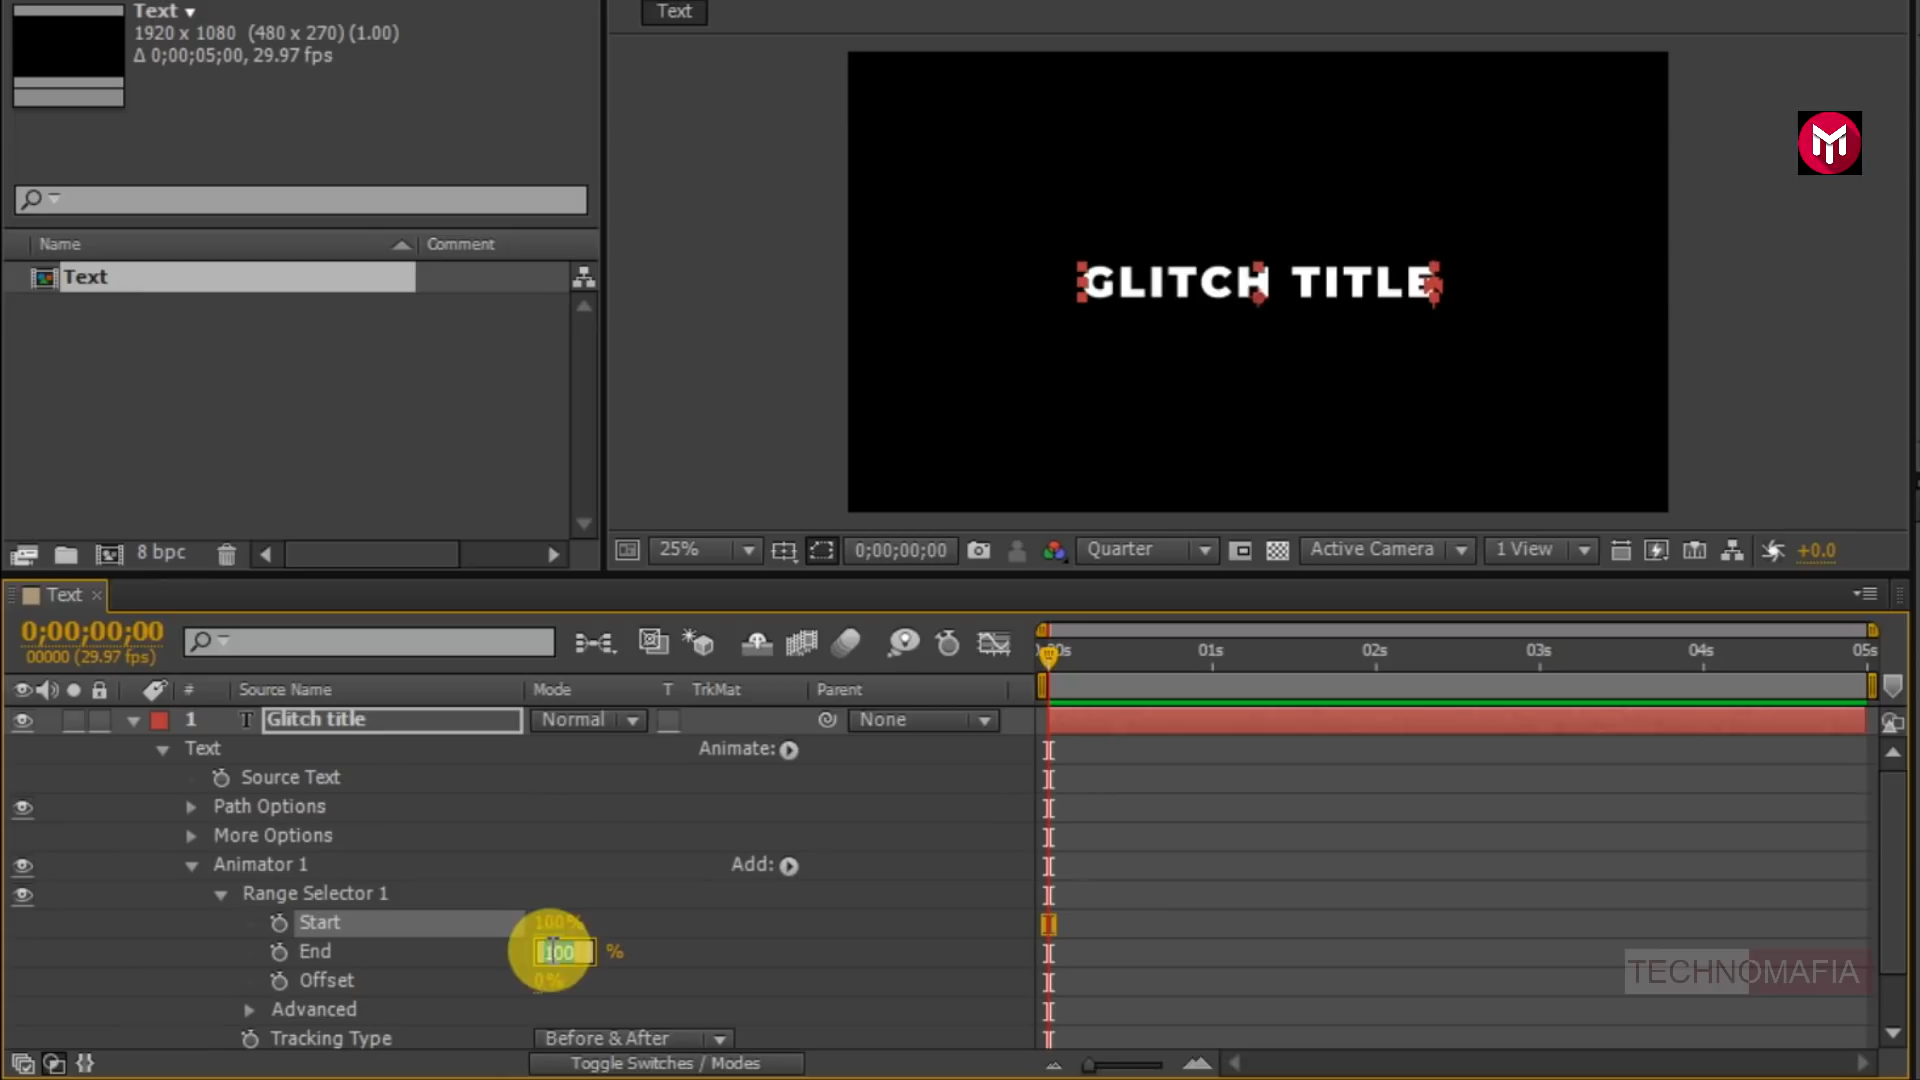 Text
1920 x 1080 (480 x 270) (1.00)
Δ 0;00;05;00, 29.97 fps
Text
GLITCH TITLE
Name Comment
Text
8 bpc
25% 0;00;00;00 Quarter Active Camera 1 View +0.0
Text
0;00;00;00
00000 (29.97 fps)
01s 02s 03s 04s 05s
# Source Name Mode T TrkMat Parent
1 T Glitch title Normal None
Text Animate:
Source Text
Path Options
More Options
Animator 1 Add:
Range Selector 1
Start 100%
End 100 %
Offset 0%
Advanced
Tracking Type Before & After
Toggle Switches / Modes
TECHNOMAFIA